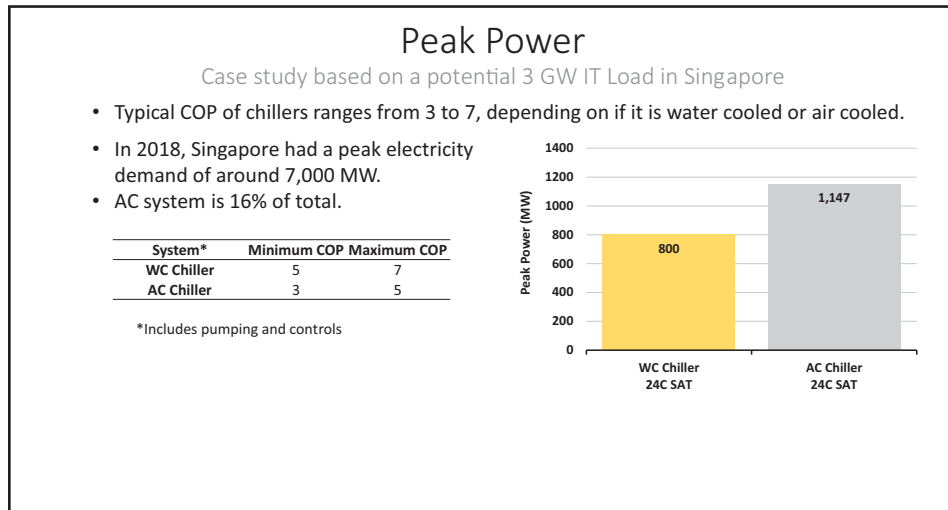 Peak Power
Case study based on a potential 3 GW IT Load in Singapore
• Typical COP of chillers ranges from 3 to 7, depending on if it is water cooled or air cooled.
• In 2018, Singapore had a peak electricity
demand of around 7,000 MW.
• AC system is 16% of total.
System* Minimum COP Maximum COP
WC Chiller 5 7
AC Chiller 3 5
*Includes pumping and controls
Peak Power (MW)
1400
1200
1000
800
600
400
200
0
800
1,147
WC Chiller
24C SAT
AC Chiller
24C SAT